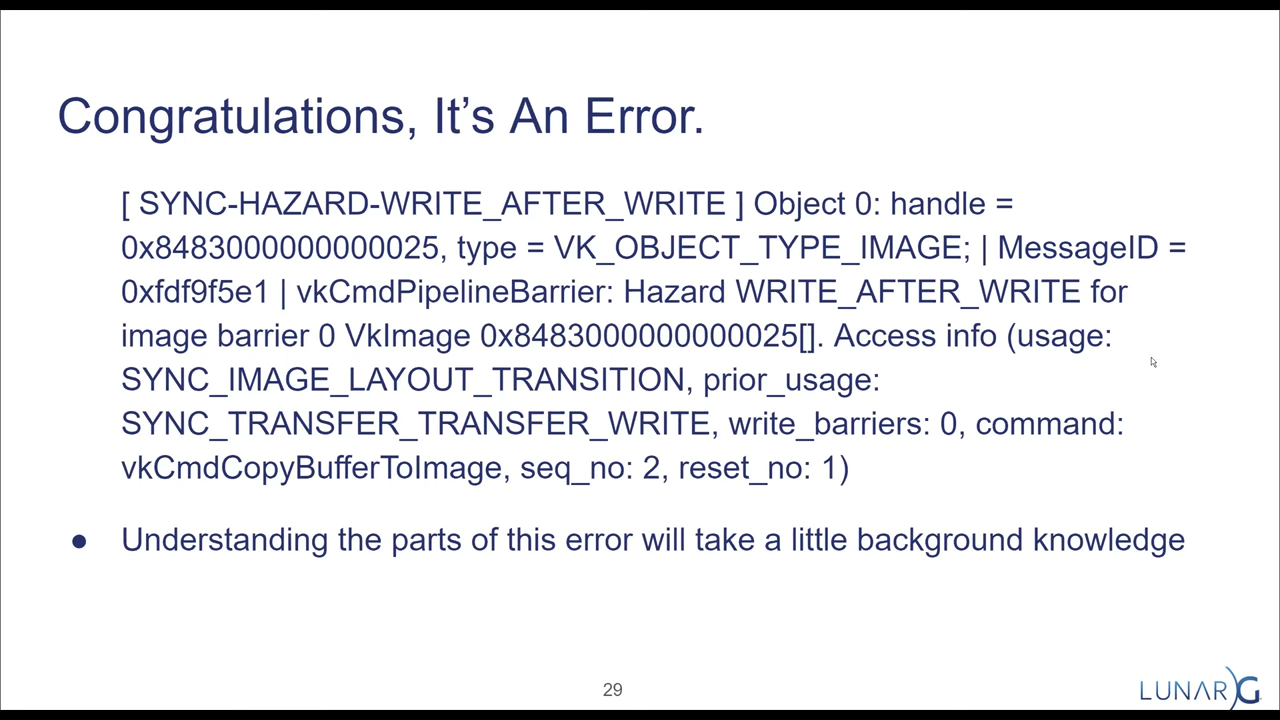 Congratulations, It’s An Error.
[ SYNC-HAZARD-WRITE_AFTER_WRITE ] Object 0: handle =
0x8483000000000025, type = VK_OBJECT_TYPE_IMAGE; | MessageID =
0xfdf9f5e1 | vkCmdPipelineBarrier: Hazard WRITE_AFTER_WRITE for
image barrier 0 VkImage 0x8483000000000025[]. Access info (usage:
SYNC_IMAGE_LAYOUT_TRANSITION, prior_usage:
SYNC_TRANSFER_TRANSFER_WRITE, write_barriers: 0, command:
vkCmdCopyBufferToImage, seq_no: 2, reset_no: 1)
● Understanding the parts of this error will take a little background knowledge
29
LUNARG